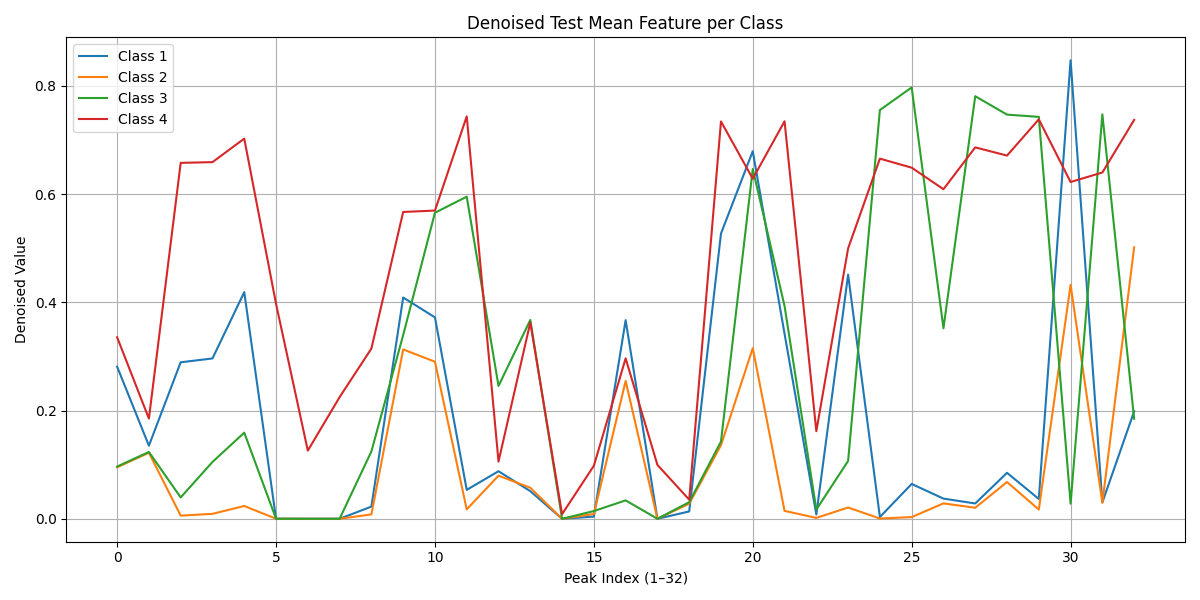 Denoised Test Mean Feature per Class
Class 1
Class 2
Class 3
Class 4
Denoised Value
0.8
0.6
0.4
0.2
0.0
0 5 10 15 20 25 30
Peak Index (1–32)